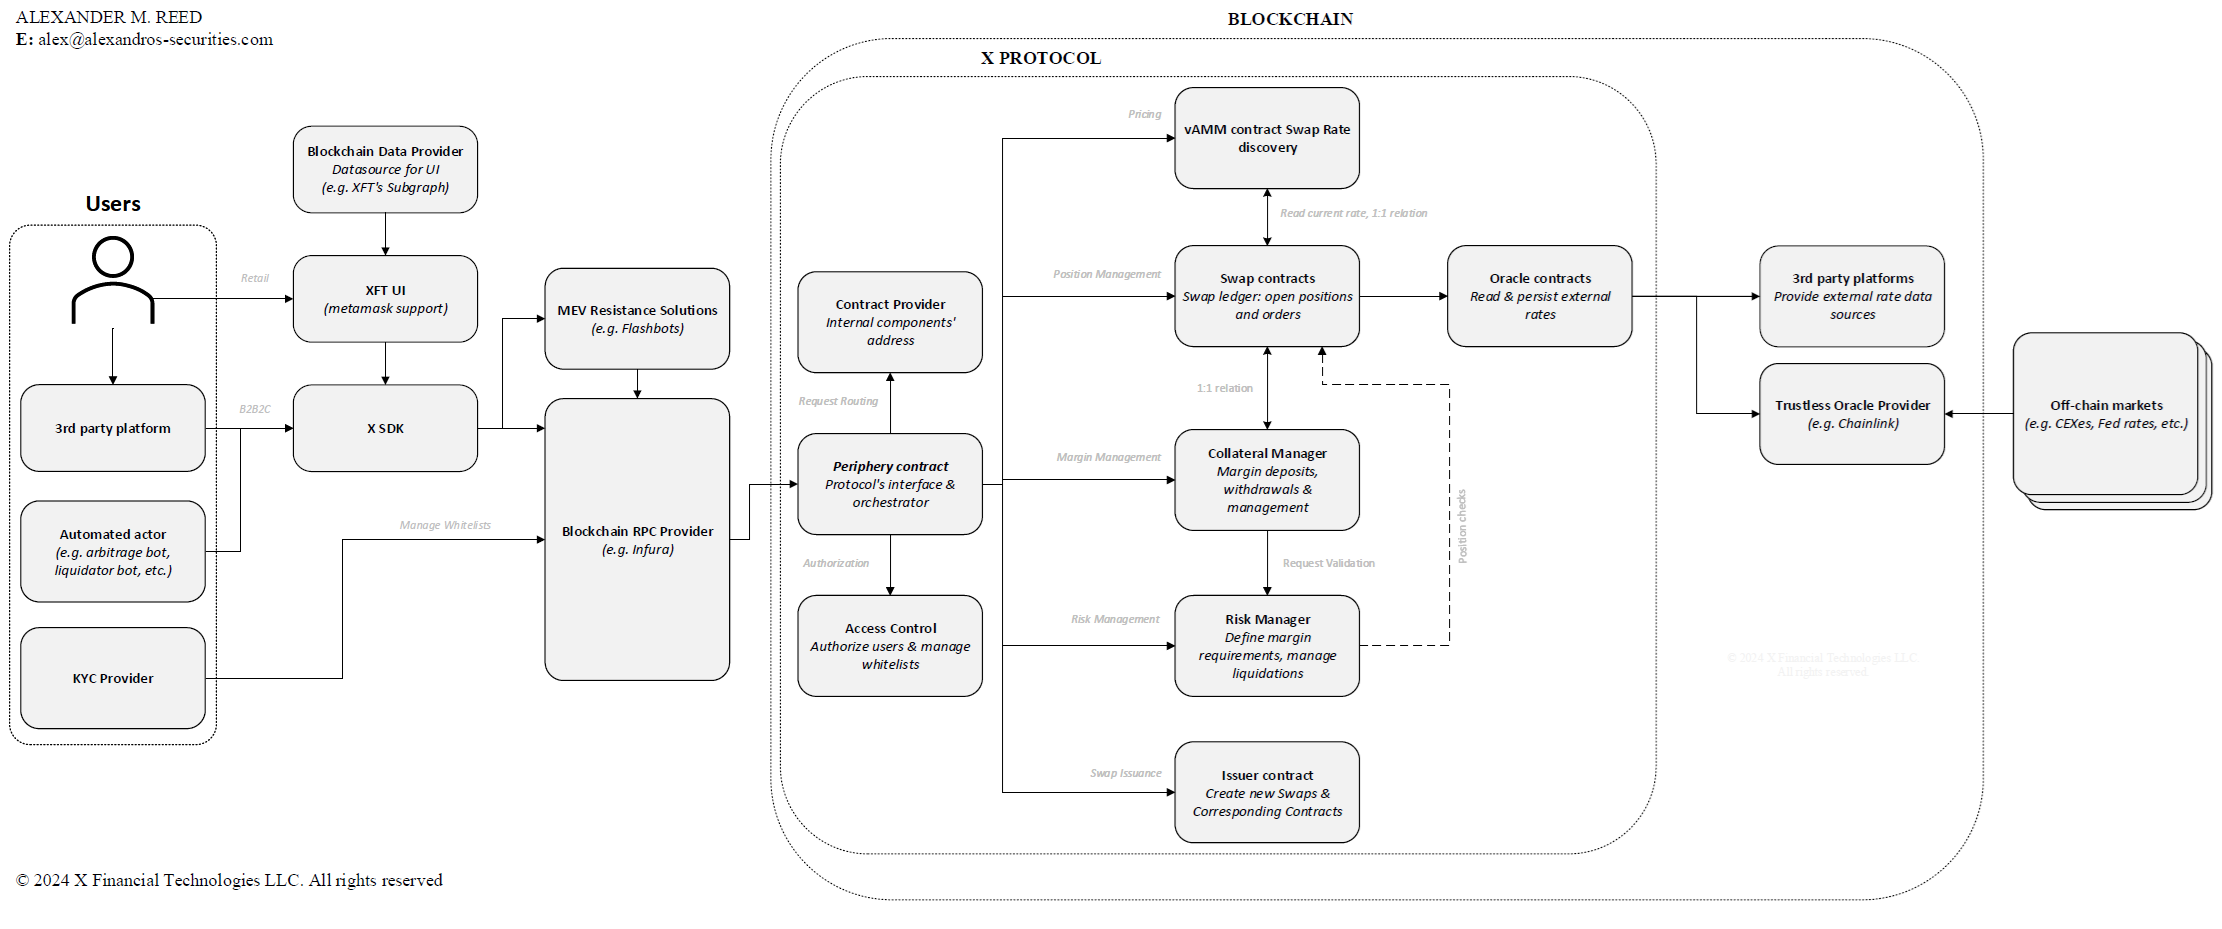 ALEXANDER M. REED
E: alex@alexandros-securities.com
BLOCKCHAIN
X PROTOCOL
Users
Retail
3rd party platform
B2B2C
Automated actor
(e.g. arbitrage bot,
liquidator bot, etc.)
KYC Provider
Manage Whitelists
Blockchain Data Provider
Datasource for UI
(e.g. XFT's Subgraph)
XFT UI
(metamask support)
X SDK
MEV Resistance Solutions
(e.g. Flashbots)
Blockchain RPC Provider
(e.g. Infura)
Contract Provider
Internal components'
address
Request Routing
Periphery contract
Protocol's interface &
orchestrator
Authorization
Access Control
Authorize users & manage
whitelists
Pricing
vAMM contract Swap Rate
discovery
Read current rate, 1:1 relation
Position Management
Swap contracts
Swap ledger: open positions
and orders
1:1 relation
Margin Management
Collateral Manager
Margin deposits,
withdrawals &
management
Request Validation
Risk Management
Risk Manager
Define margin
requirements, manage
liquidations
Position checks
Swap Issuance
Issuer contract
Create new Swaps &
Corresponding Contracts
Oracle contracts
Read & persist external
rates
3rd party platforms
Provide external rate data
sources
Trustless Oracle Provider
(e.g. Chainlink)
Off-chain markets
(e.g. CEXes, Fed rates, etc.)
© 2024 X Financial Technologies LLC
All rights reserved.
© 2024 X Financial Technologies LLC. All rights reserved